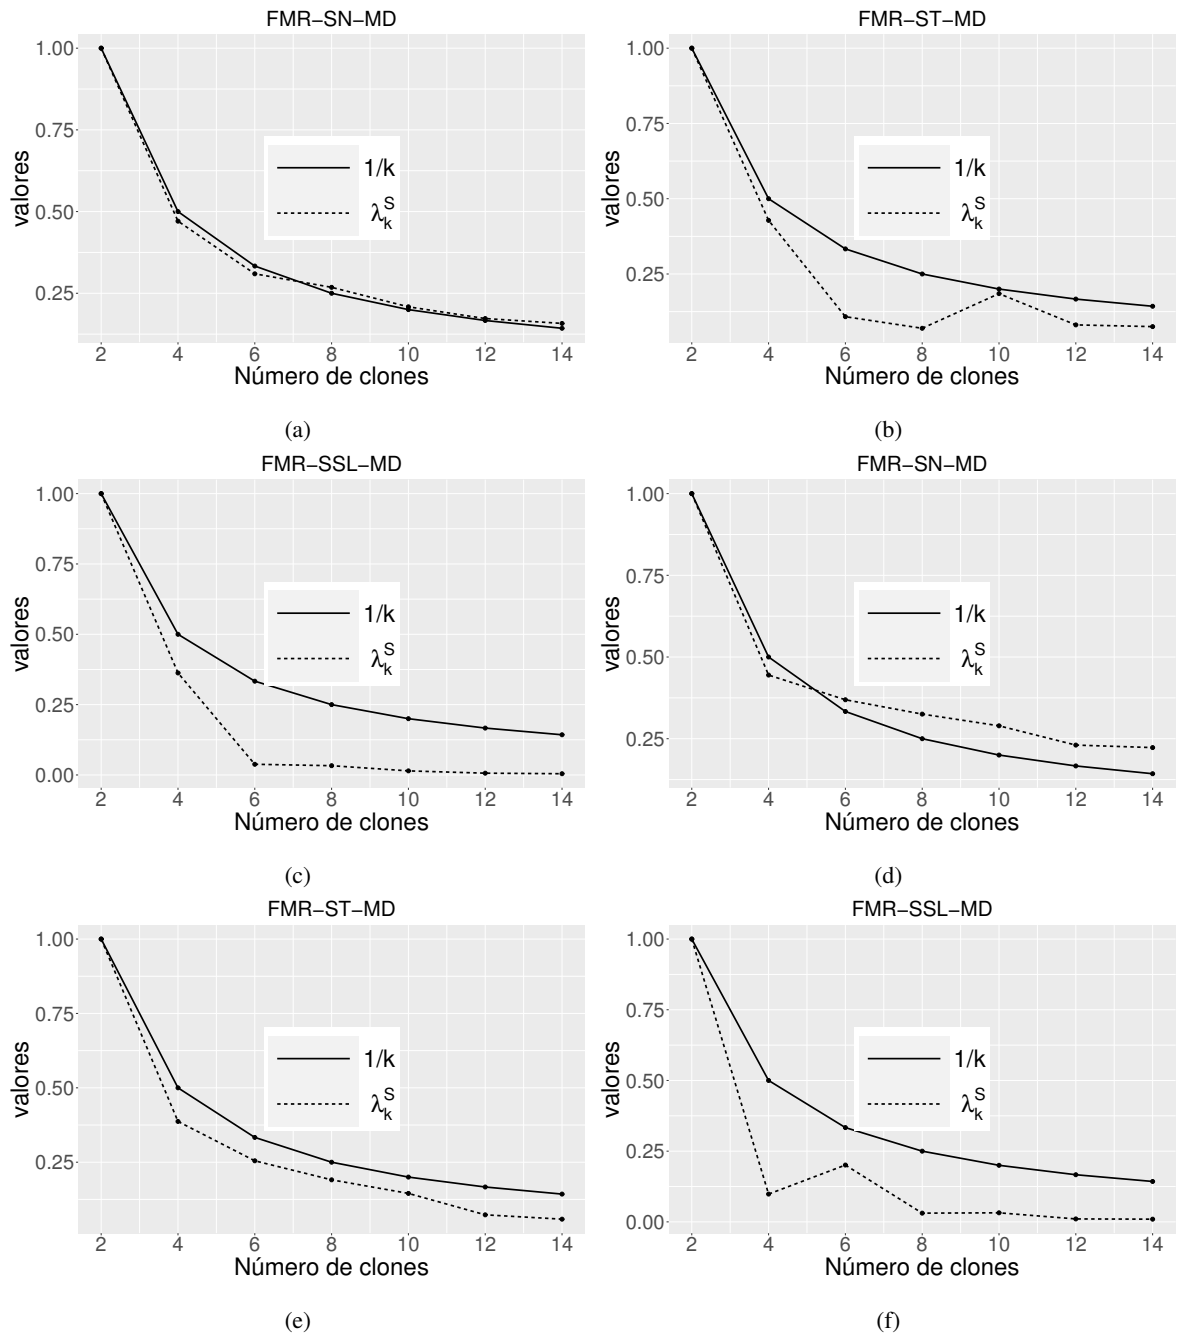 FMR−SN−MD
FMR−ST−MD
1.00
0.75
0.50
0.25
valores
1/k
λ_k^S
2 4 6 8 10 12 14
Número de clones
1.00
0.75
0.50
0.25
valores
1/k
λ_k^S
2 4 6 8 10 12 14
Número de clones
(a)
(b)
FMR−SSL−MD
FMR−SN−MD
1.00
0.75
0.50
0.25
0.00
valores
1/k
λ_k^S
2 4 6 8 10 12 14
Número de clones
1.00
0.75
0.50
0.25
valores
1/k
λ_k^S
2 4 6 8 10 12 14
Número de clones
(c)
(d)
FMR−ST−MD
FMR−SSL−MD
1.00
0.75
0.50
0.25
valores
1/k
λ_k^S
2 4 6 8 10 12 14
Número de clones
1.00
0.75
0.50
0.25
0.00
valores
1/k
λ_k^S
2 4 6 8 10 12 14
Número de clones
(e)
(f)